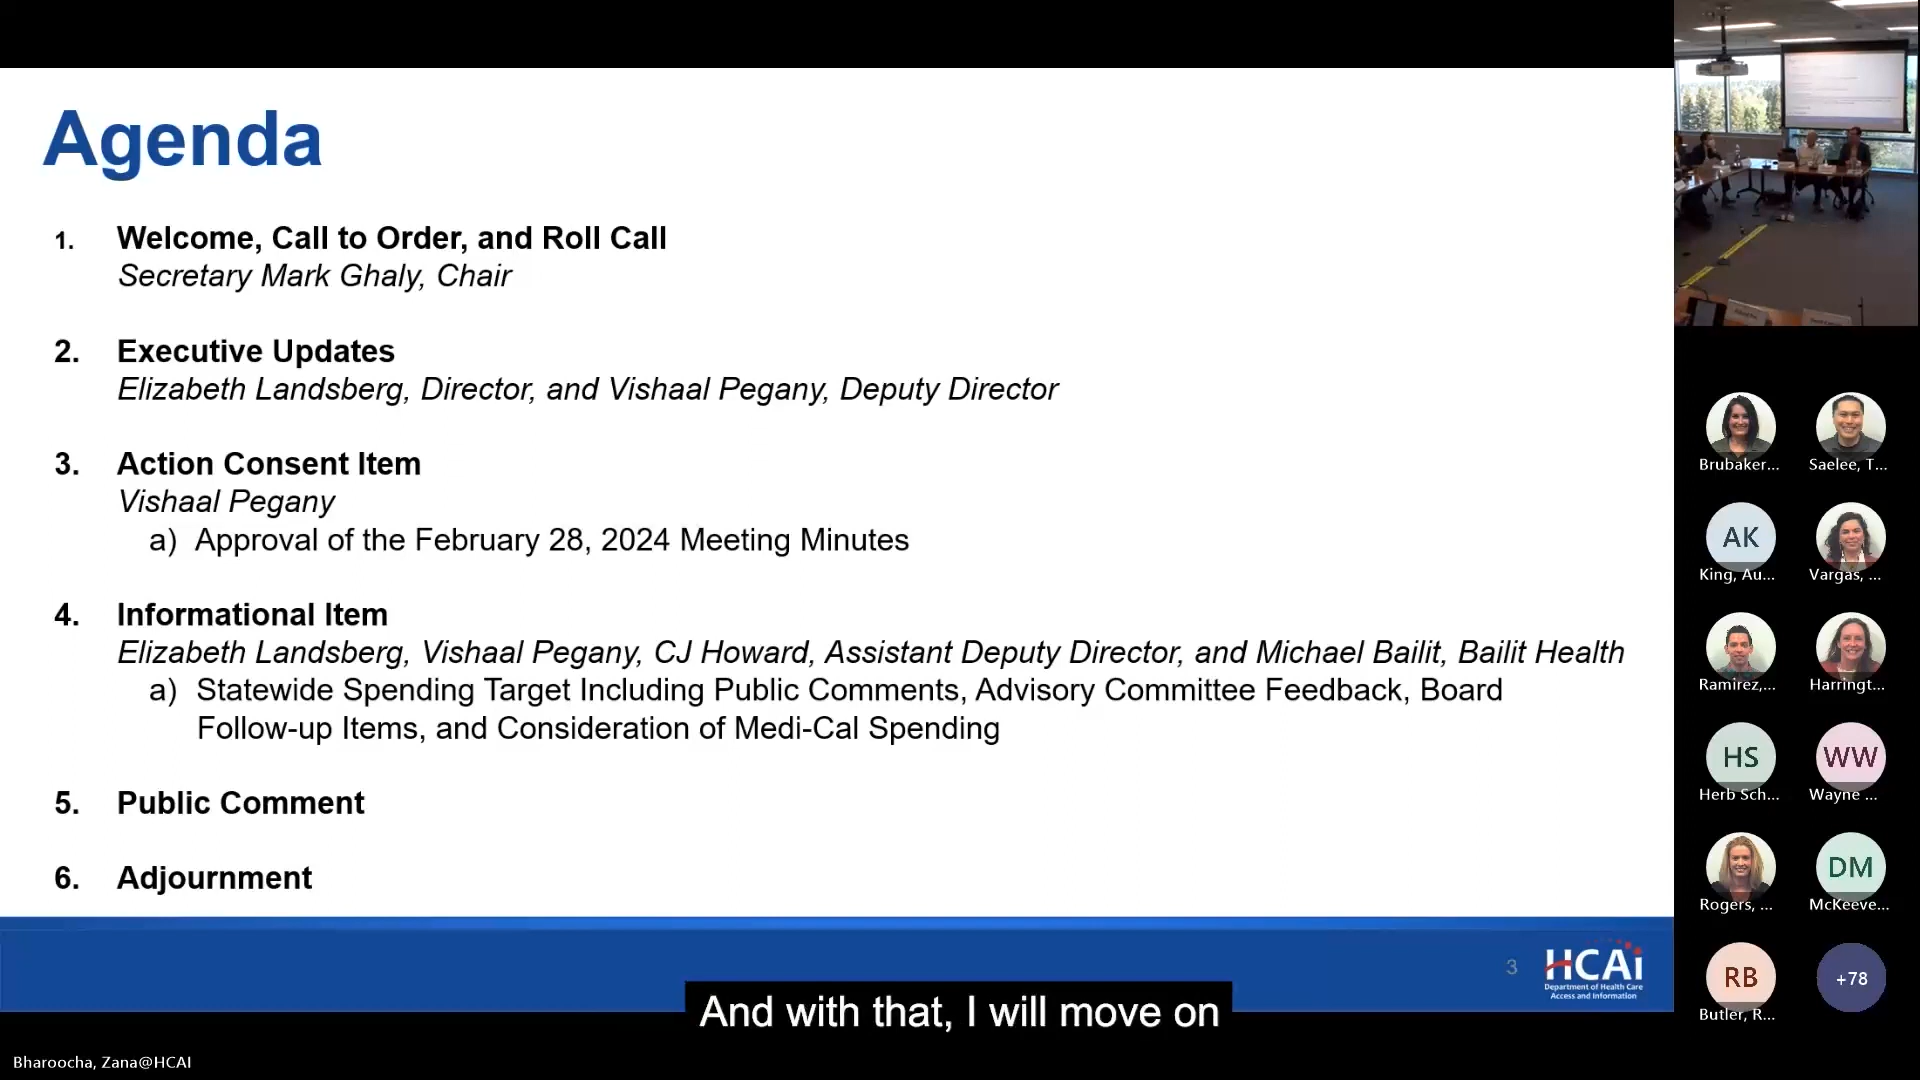 Agenda
1. Welcome, Call to Order, and Roll Call
Secretary Mark Ghaly, Chair
2. Executive Updates
Elizabeth Landsberg, Director, and Vishaal Pegany, Deputy Director
3. Action Consent Item
Vishaal Pegany
a) Approval of the February 28, 2024 Meeting Minutes
4. Informational Item
Elizabeth Landsberg, Vishaal Pegany, CJ Howard, Assistant Deputy Director, and Michael Bailit, Bailit Health
a) Statewide Spending Target Including Public Comments, Advisory Committee Feedback, Board
Follow-up Items, and Consideration of Medi-Cal Spending
5. Public Comment
6. Adjournment
3
HCAi
Department of Health Care
Access and Information
And with that, I will move on
Bharoocha, Zana@HCAI
Brubaker...
Saelee, T...
AK
King, Au...
Vargas, ...
Ramirez,...
Harringt...
HS
Herb Sch...
WW
Wayne ...
Rogers, ...
DM
McKeeve...
RB
Butler, R...
+78